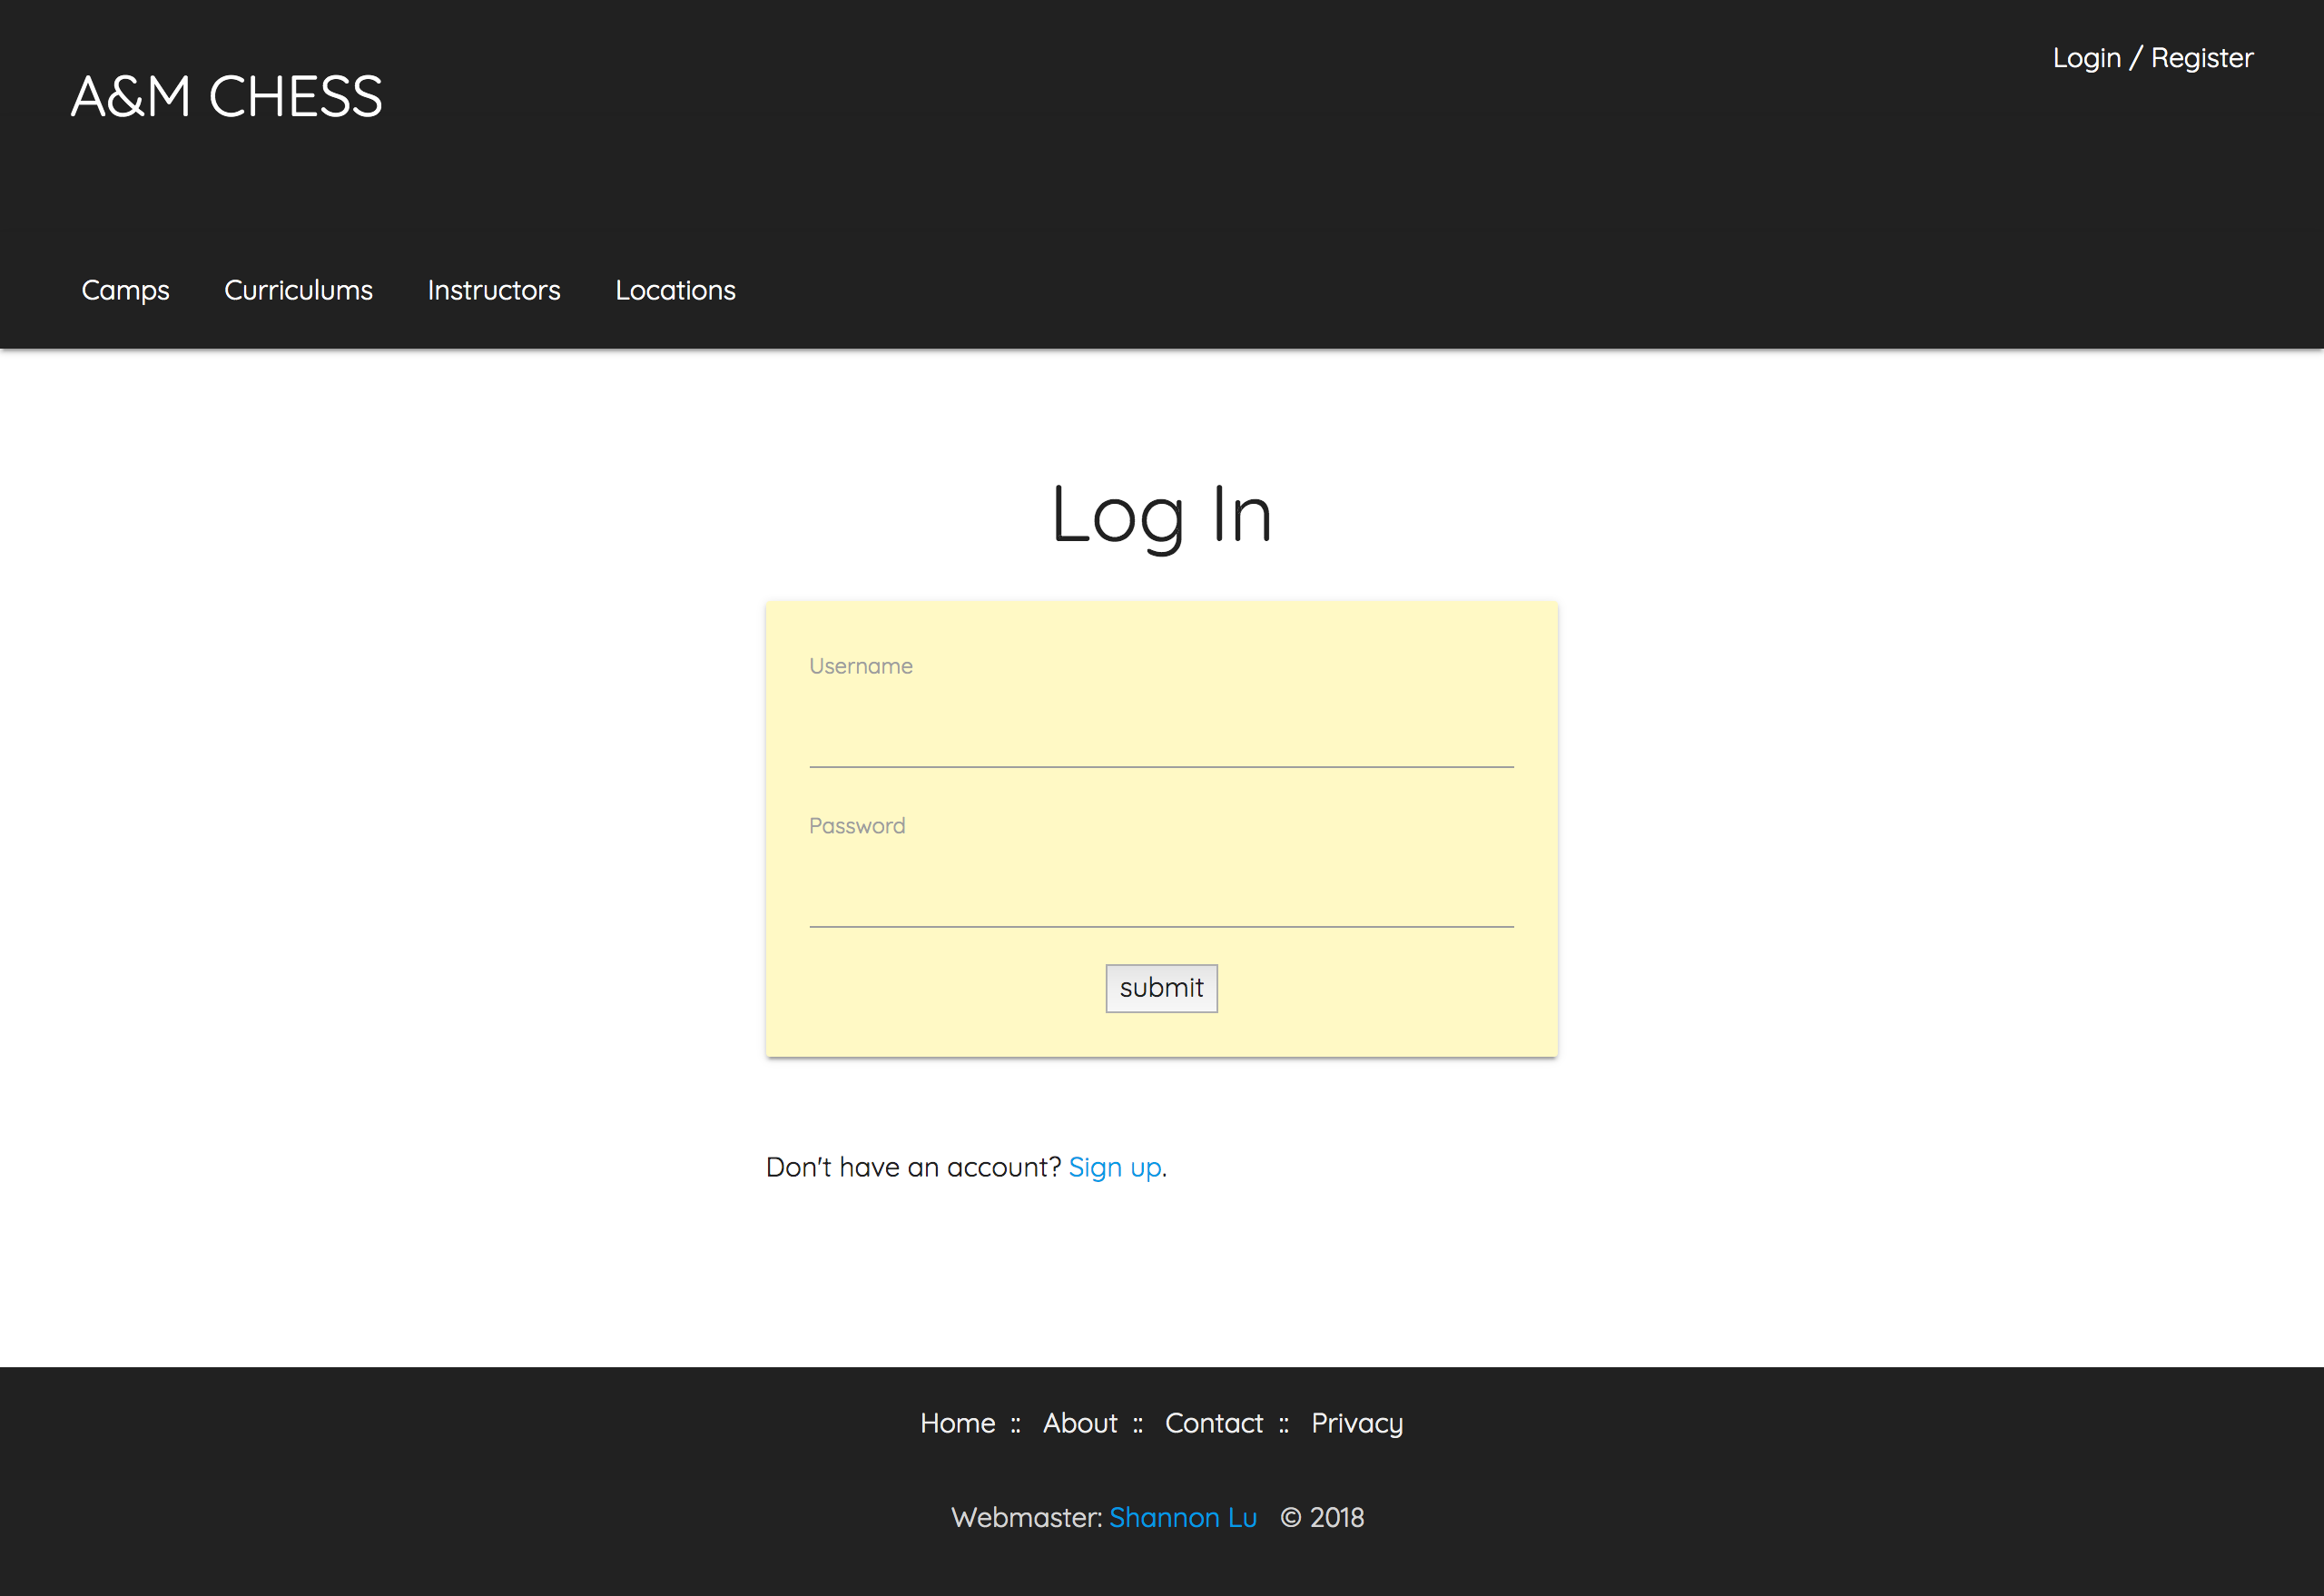 Login / Register
A&M CHESS
Camps Curriculums Instructors Locations
Log In
Username
Password
submit
Don't have an account? Sign up.
Home :: About :: Contact :: Privacy
Webmaster: Shannon Lu © 2018